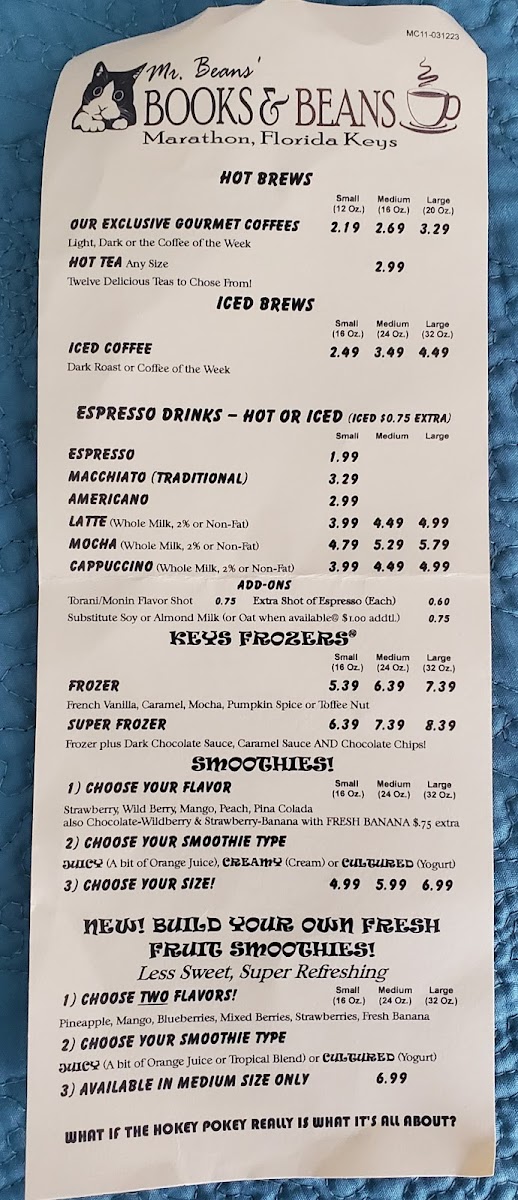 MC11-031223
Mr. Beans'
BOOKS & BEANS
Marathon, Florida Keys
HOT BREWS
Small Medium Large
(12 Oz.) (16 Oz.) (20 Oz.)
OUR EXCLUSIVE GOURMET COFFEES 2.19 2.69 3.29
Light, Dark or the Coffee of the Week
HOT TEA Any Size 2.99
Twelve Delicious Teas to Chose From!
ICED BREWS
Small Medium Large
(16 Oz.) (24 Oz.) (32 Oz.)
ICED COFFEE 2.49 3.49 4.49
Dark Roast or Coffee of the Week
ESPRESSO DRINKS – HOT OR ICED (ICED $0.75 EXTRA)
Small Medium Large
ESPRESSO 1.99
MACCHIATO (TRADITIONAL) 3.29
AMERICANO 2.99
LATTE (Whole Milk, 2% or Non-Fat) 3.99 4.49 4.99
MOCHA (Whole Milk, 2% or Non-Fat) 4.79 5.29 5.79
CAPPUCCINO (Whole Milk, 2% or Non-Fat) 3.99 4.49 4.99
ADD-ONS
Torani/Monin Flavor Shot 0.75 Extra Shot of Espresso (Each) 0.60
Substitute Soy or Almond Milk (or Oat when available@ $1.00 addtl.) 0.75
KEYS FROZERS®
Small Medium Large
(16 Oz.) (24 Oz.) (32 Oz.)
FROZER 5.39 6.39 7.39
French Vanilla, Caramel, Mocha, Pumpkin Spice or Toffee Nut
SUPER FROZER 6.39 7.39 8.39
Frozer plus Dark Chocolate Sauce, Caramel Sauce AND Chocolate Chips!
SMOOTHIES!
1) CHOOSE YOUR FLAVOR Small Medium Large
(16 Oz.) (24 Oz.) (32 Oz.)
Strawberry, Wild Berry, Mango, Peach, Pina Colada
also Chocolate-Wildberry & Strawberry-Banana with FRESH BANANA $.75 extra
2) CHOOSE YOUR SMOOTHIE TYPE
JUICY (A bit of Orange Juice), CREAMY (Cream) or CULTURED (Yogurt)
3) CHOOSE YOUR SIZE! 4.99 5.99 6.99
NEW! BUILD YOUR OWN FRESH
FRUIT SMOOTHIES!
Less Sweet, Super Refreshing
1) CHOOSE TWO FLAVORS! Small Medium Large
(16 Oz.) (24 Oz.) (32 Oz.)
Pineapple, Mango, Blueberries, Mixed Berries, Strawberries, Fresh Banana
2) CHOOSE YOUR SMOOTHIE TYPE
JUICY (A bit of Orange Juice or Tropical Blend) or CULTURED (Yogurt)
3) AVAILABLE IN MEDIUM SIZE ONLY 6.99
WHAT IF THE HOKEY POKEY REALLY IS WHAT IT'S ALL ABOUT?